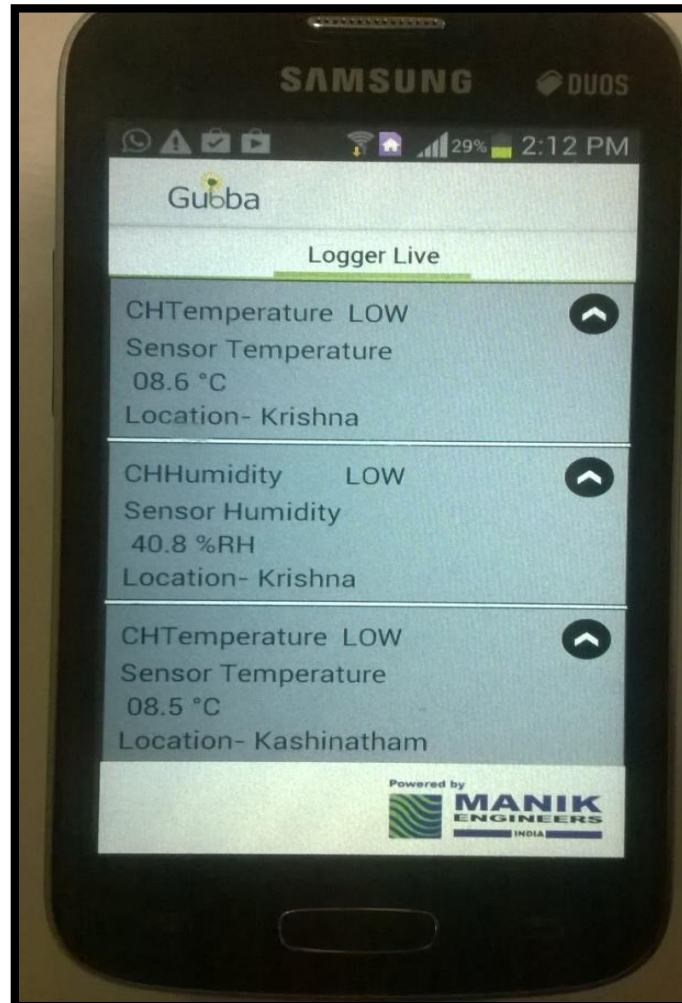 SAMSUNG DUOS
29% 2:12 PM
Gubba
Logger Live
CHTemperature LOW
Sensor Temperature
08.6 °C
Location- Krishna
CHHumidity LOW
Sensor Humidity
40.8 %RH
Location- Krishna
CHTemperature LOW
Sensor Temperature
08.5 °C
Location- Kashinatham
Powered by
MANIK
ENGINEERS
INDIA